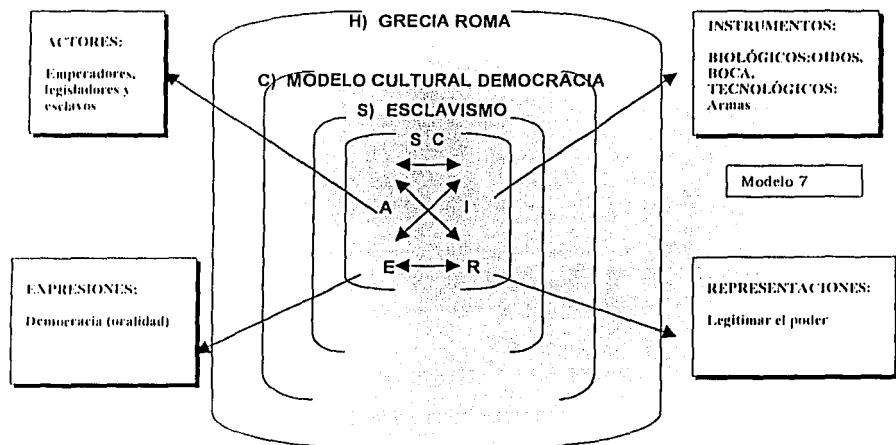 H) GRECIA ROMA
ACTORES:
Emperadores,
legisladores y
esclavos
INSTRUMENTOS:
BIOLÓGICOS:OIDOS,
BOCA,
TECNOLÓGICOS:
Armas
C) MODELO CULTURAL DEMOCRACIA
S) ESCLAVISMO
S C
A I
E R
Modelo 7
EXPRESIONES:
Democracia (oralidad)
REPRESENTACIONES:
Legitimar el poder